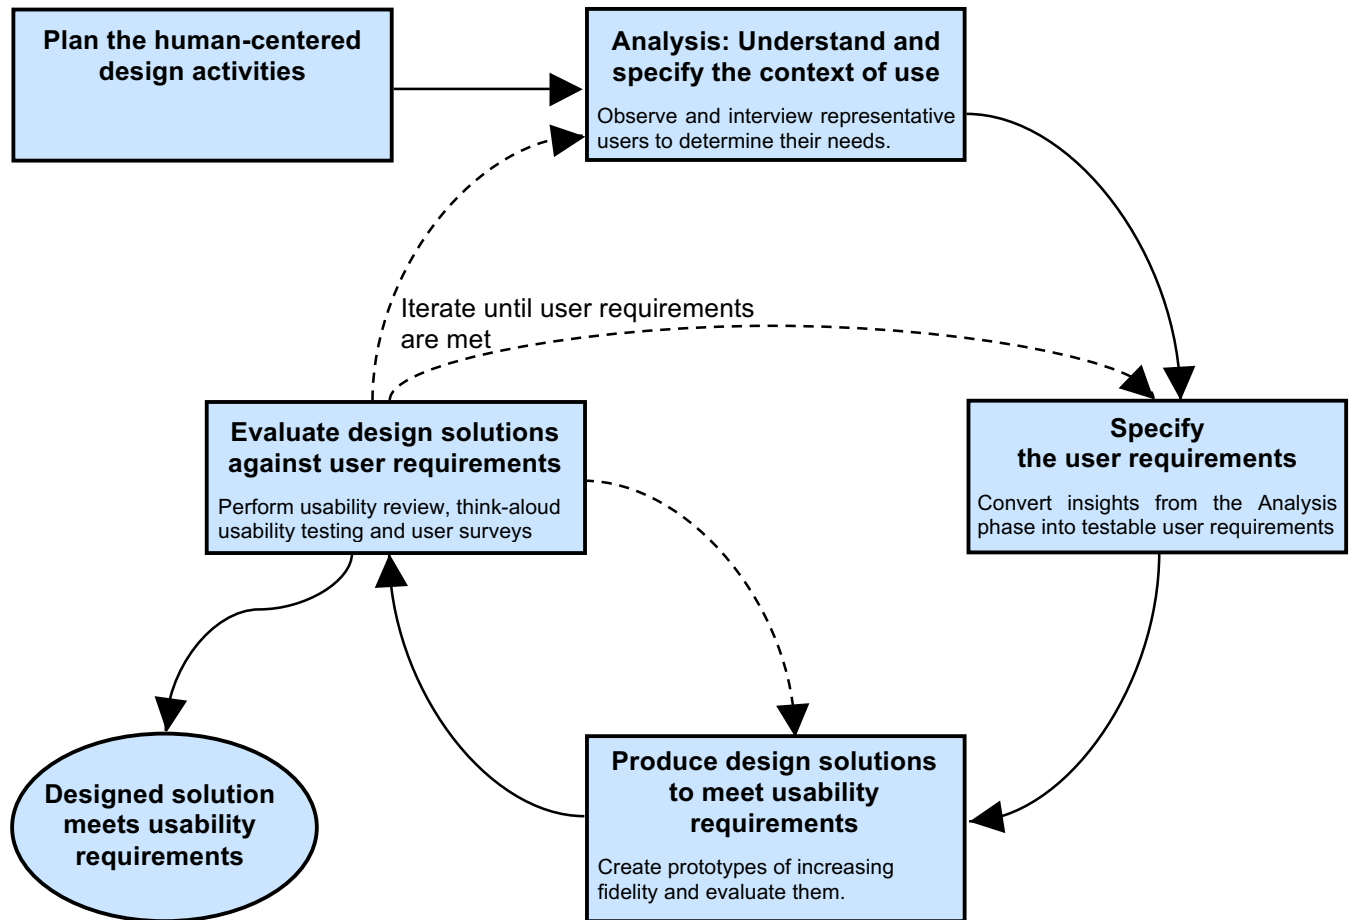 Plan the human-centered
design activities
Analysis: Understand and
specify the context of use
Observe and interview representative
users to determine their needs.
Iterate until user requirements
are met
Evaluate design solutions
against user requirements
Perform usability review, think-aloud
usability testing and user surveys
Specify
the user requirements
Convert insights from the Analysis
phase into testable user requirements
Designed solution
meets usability
requirements
Produce design solutions
to meet usability
requirements
Create prototypes of increasing
fidelity and evaluate them.